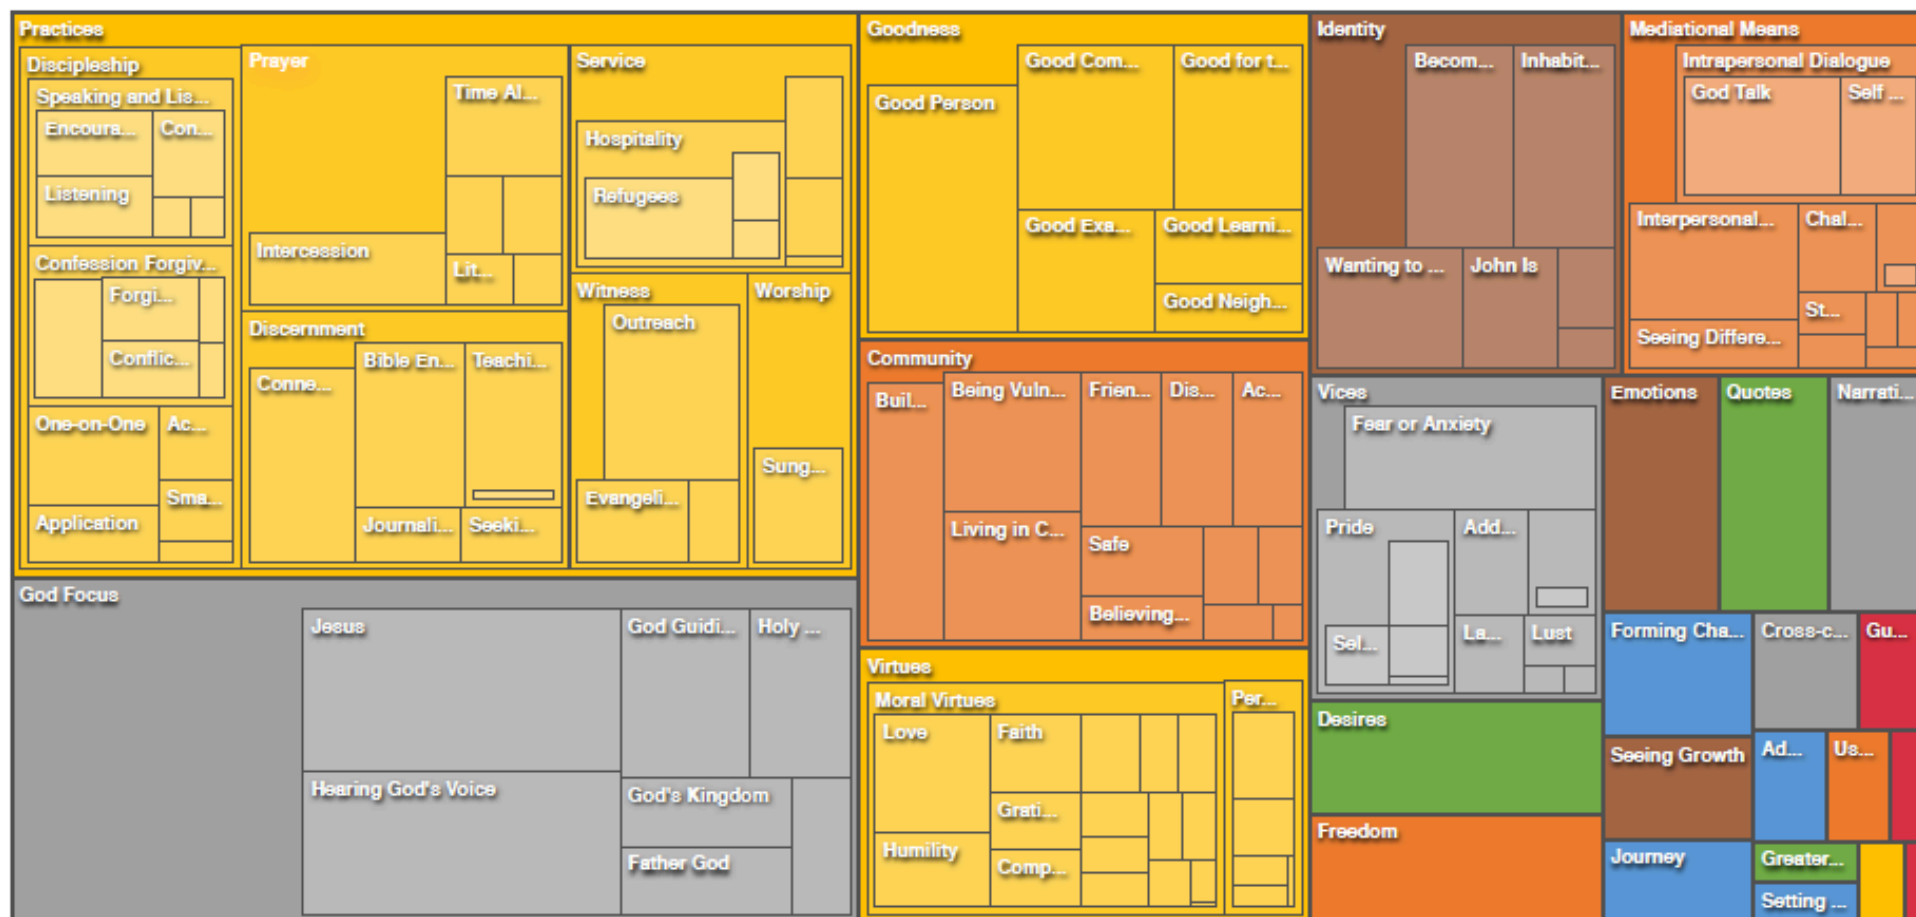 Practices
Discipleship
Speaking and Lis...
Encoura...
Con...
Listening
Confession Forgiv...
Forgi...
Conflic...
One-on-One
Ac...
Sma...
Application
Prayer
Time Al...
Intercession
Lit...
Discernment
Conne...
Bible En...
Teachi...
Journali...
Seeki...
Service
Hospitality
Refugees
Witness
Outreach
Evangeli...
Worship
Sung...
God Focus
Jesus
Hearing God's Voice
God Guidi...
Holy ...
God's Kingdom
Father God
Goodness
Good Person
Good Com...
Good for t...
Good Exa...
Good Learni...
Good Neigh...
Community
Buil...
Being Vuln...
Living in C...
Frien...
Dis...
Ac...
Safe
Believing...
Virtues
Moral Virtues
Love
Humility
Faith
Grati...
Comp...
Per...
Identity
Becom...
Inhabit...
Wanting to ...
John Is
Mediational Means
Intrapersonal Dialogue
God Talk
Self ...
Interpersonal...
Chal...
St...
Seeing Differe...
Vices
Fear or Anxiety
Pride
Sel...
Add...
La...
Lust
Emotions
Quotes
Narrati...
Desires
Freedom
Forming Cha...
Cross-c...
Gu...
Seeing Growth
Ad...
Us...
Journey
Greater...
Setting ...